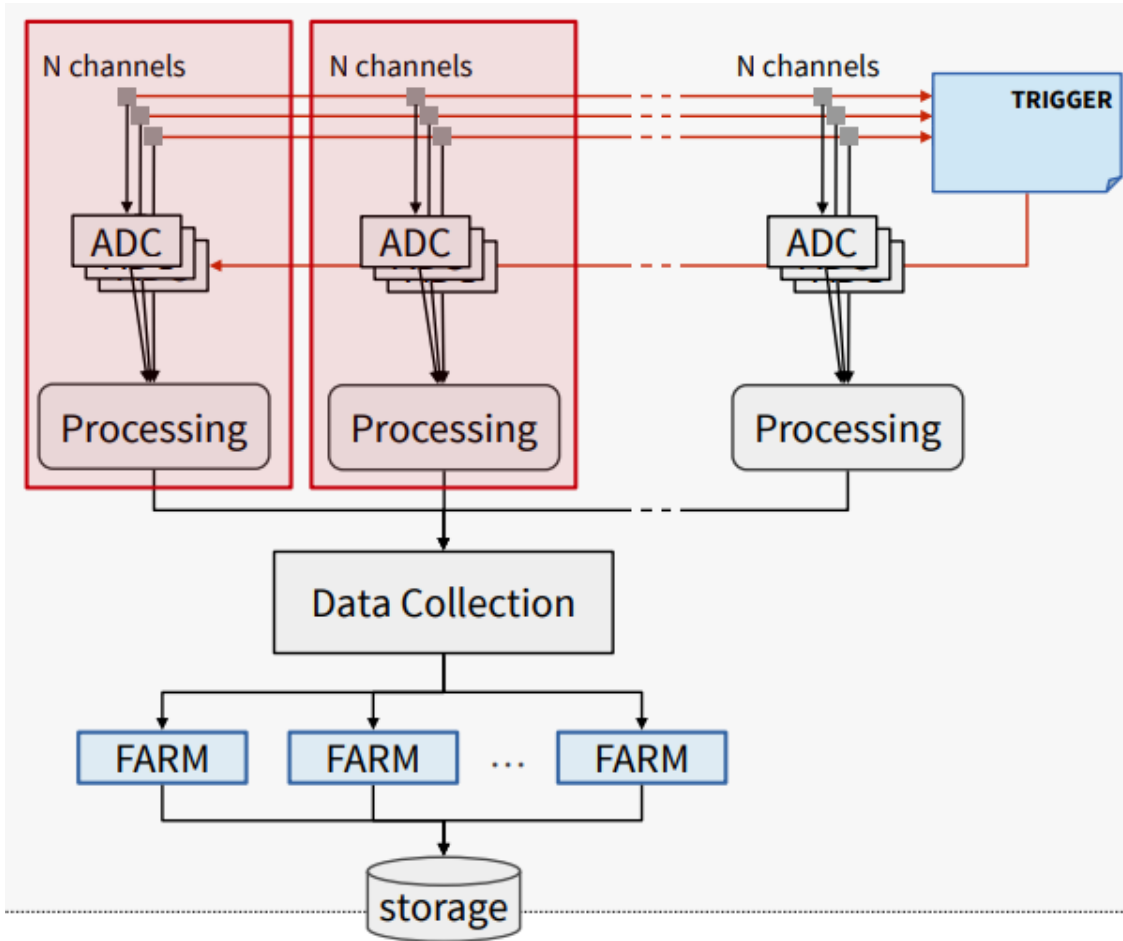 N channels
N channels
N channels
TRIGGER
ADC
ADC
ADC
Processing
Processing
Processing
Data Collection
FARM
FARM
...
FARM
storage